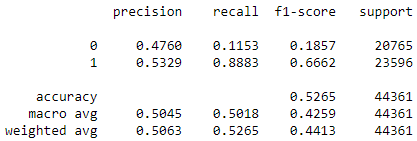 precision recall f1-score support
0 0.4760 0.1153 0.1857 20765
1 0.5329 0.8883 0.6662 23596
accuracy 0.5265 44361
macro avg 0.5045 0.5018 0.4259 44361
weighted avg 0.5063 0.5265 0.4413 44361